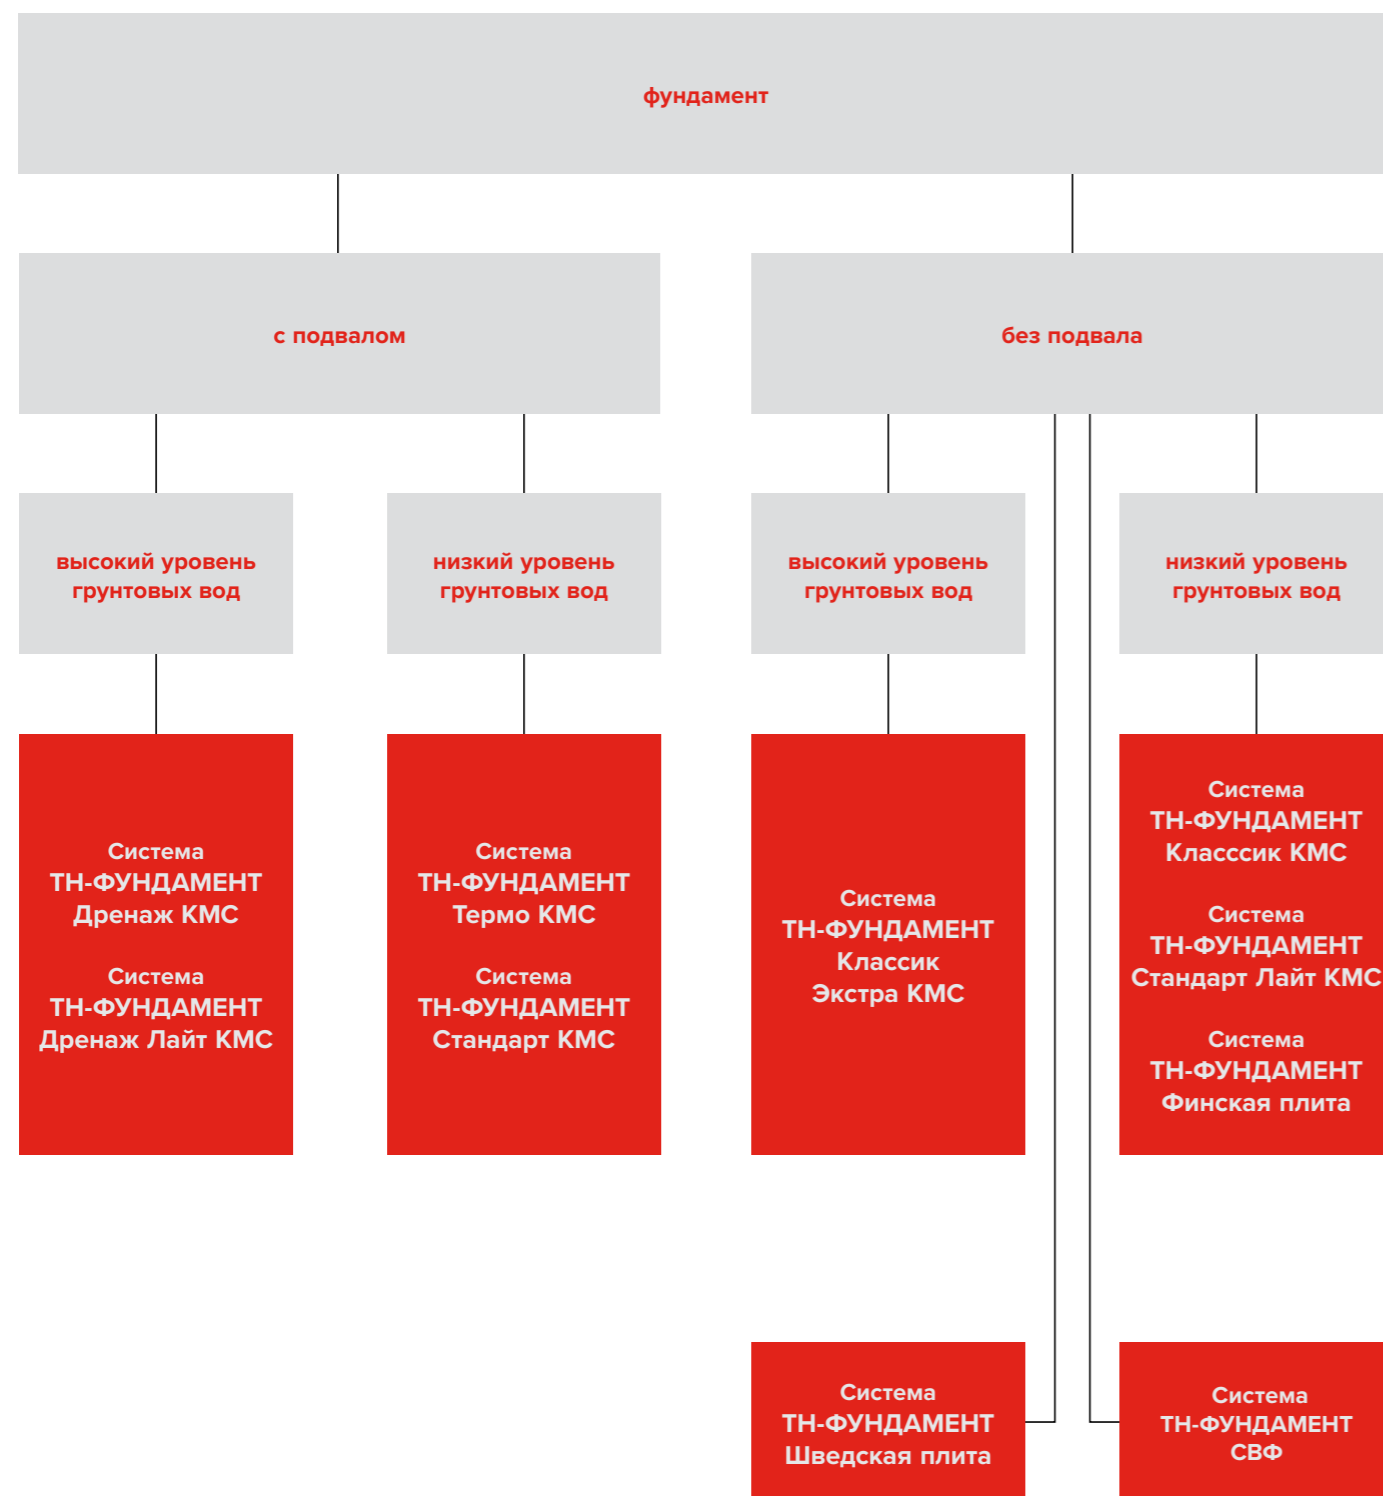 фундамент
с подвалом
без подвала
высокий уровень
грунтовых вод
низкий уровень
грунтовых вод
высокий уровень
грунтовых вод
низкий уровень
грунтовых вод
Система
ТН-ФУНДАМЕНТ
Дренаж КМС
Система
ТН-ФУНДАМЕНТ
Дренаж Лайт КМС
Система
ТН-ФУНДАМЕНТ
Термо КМС
Система
ТН-ФУНДАМЕНТ
Стандарт КМС
Система
ТН-ФУНДАМЕНТ
Классик
Экстра КМС
Система
ТН-ФУНДАМЕНТ
Класссик КМС
Система
ТН-ФУНДАМЕНТ
Стандарт Лайт КМС
Система
ТН-ФУНДАМЕНТ
Финская плита
Система
ТН-ФУНДАМЕНТ
Шведская плита
Система
ТН-ФУНДАМЕНТ
СВФ